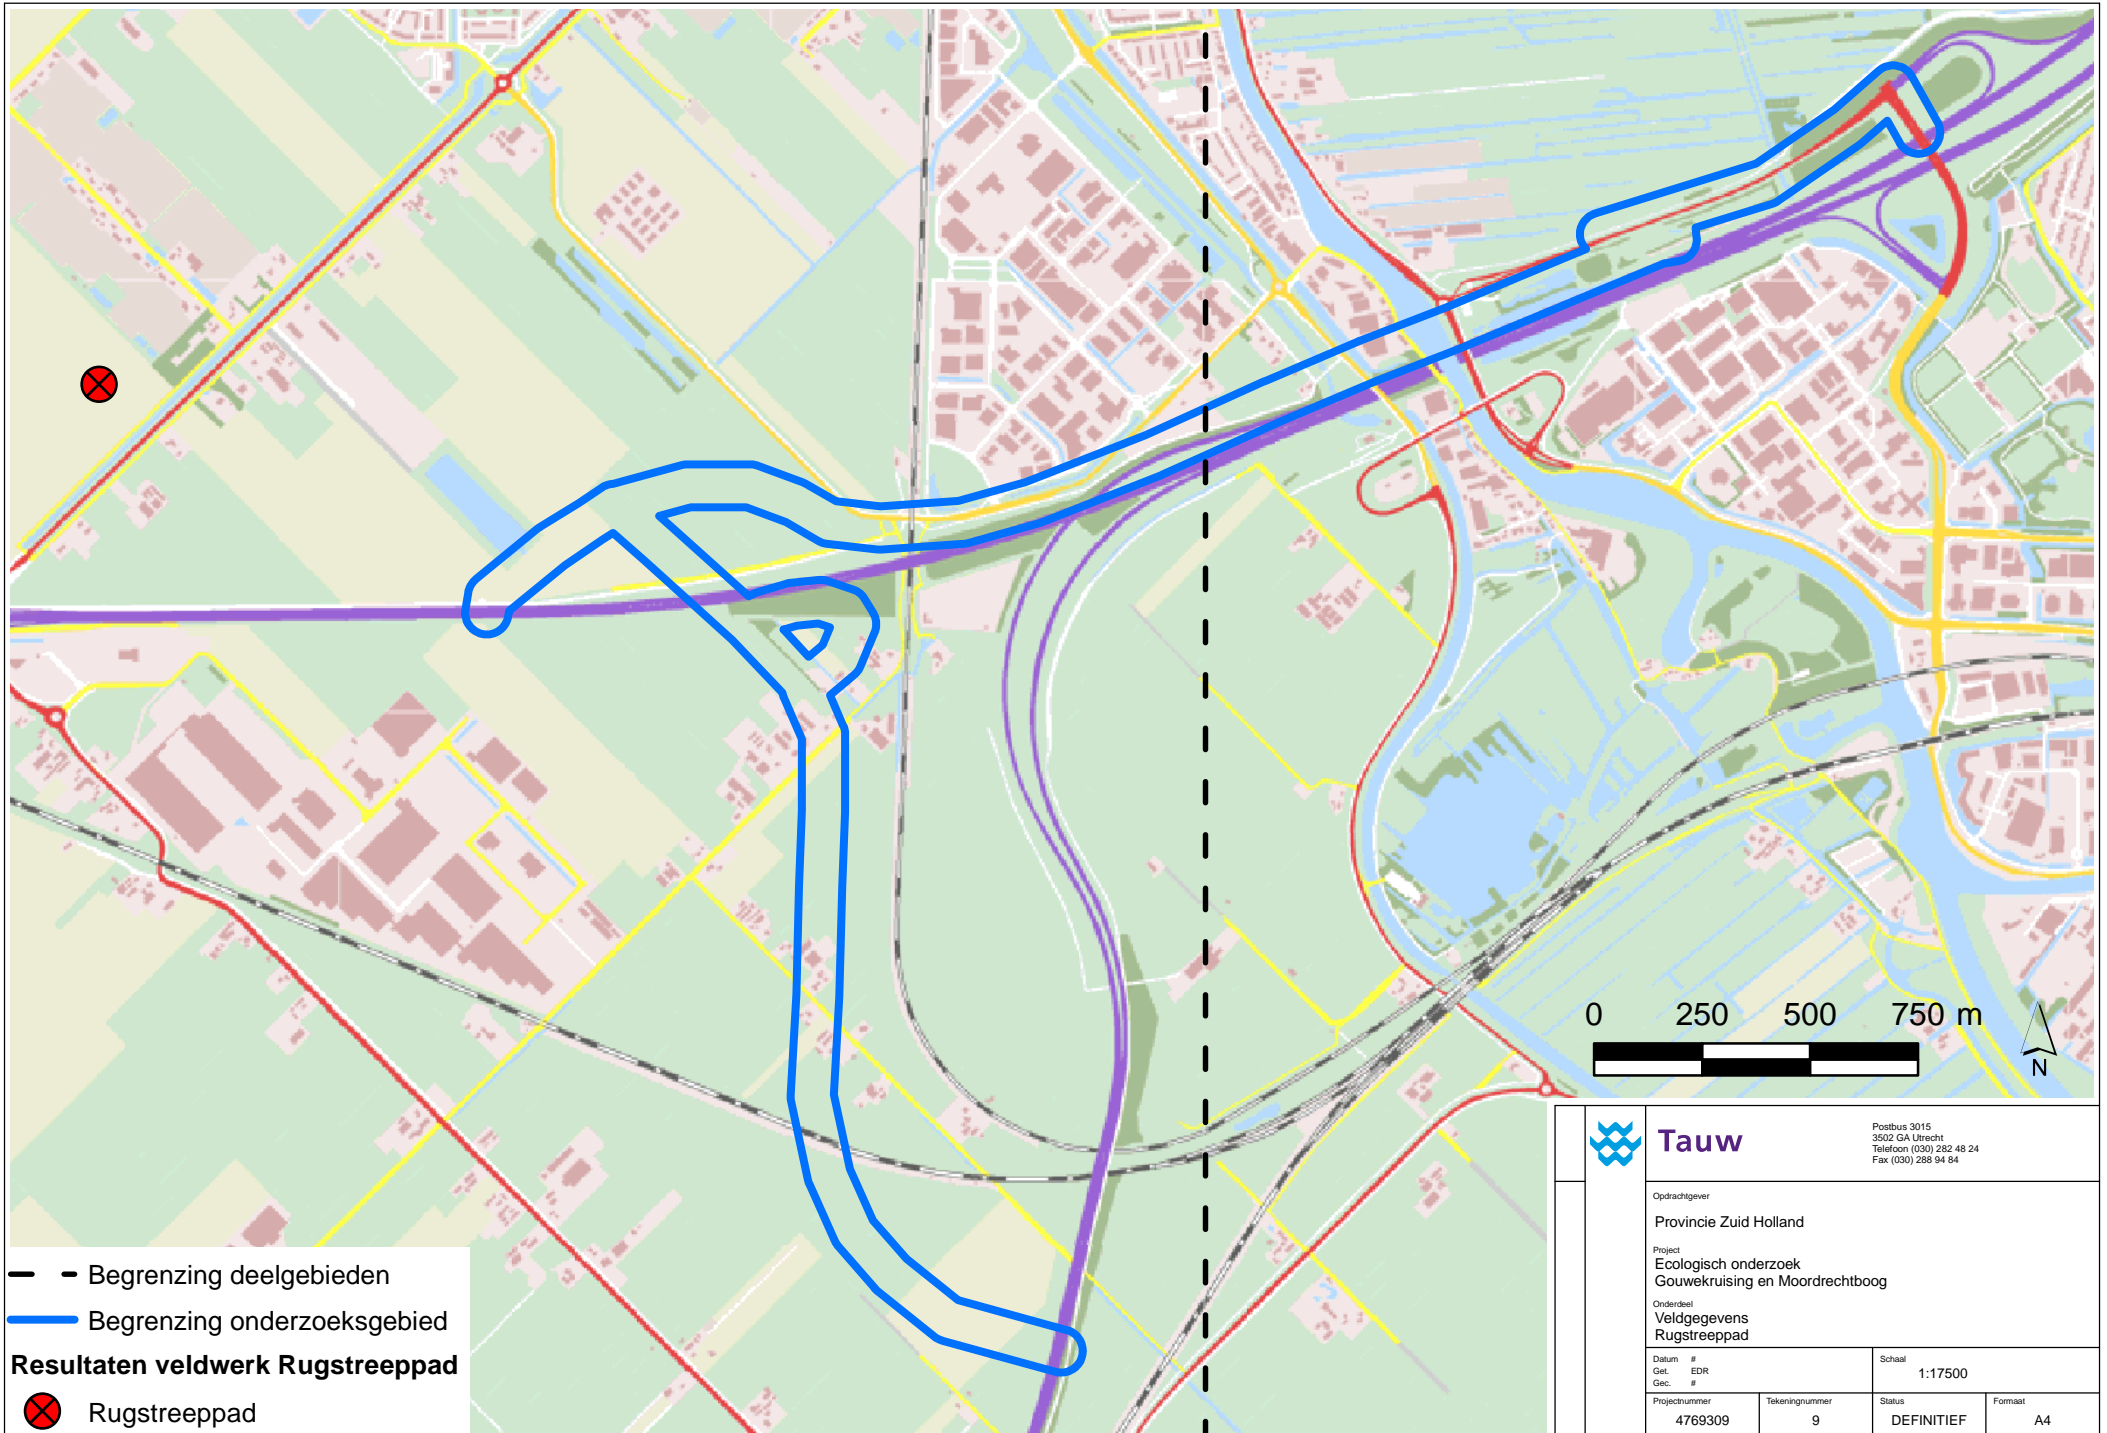 0 250 500 750 m
N
Begrenzing deelgebieden
Begrenzing onderzoeksgebied
Resultaten veldwerk Rugstreeppad
Rugstreeppad
Tauw
Postbus 3015
3502 GA Utrecht
Telefoon (030) 282 48 24
Fax (030) 288 94 84
Opdrachtgever
Provincie Zuid Holland
Project
Ecologisch onderzoek
Gouwekruising en Moordrechtboog
Onderdeel
Veldgegevens
Rugstreeppad
Datum #
Get. EDR
Gec. #
Schaal
1:17500
Projectnummer
4769309
Tekeningnummer
9
Status
DEFINITIEF
Formaat
A4